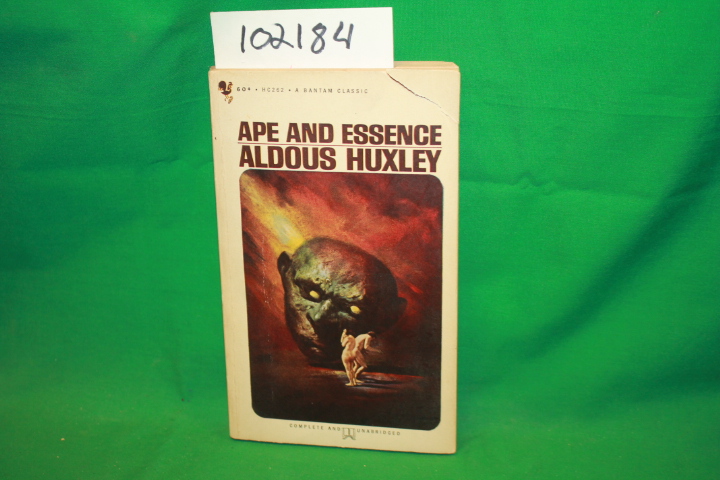 102184
60¢ • HC262 • A BANTAM CLASSIC
APE AND ESSENCE
ALDOUS HUXLEY
COMPLETE AND UNABRIDGED